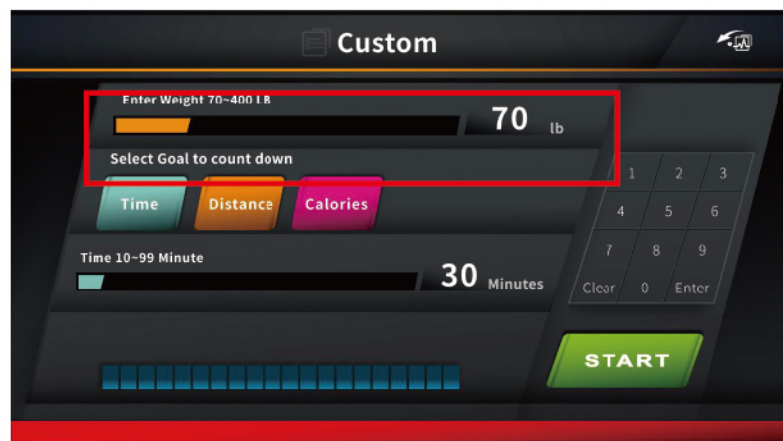 Custom
Enter Weight 70~400 LB
70 lb
Select Goal to count down
Time Distance Calories
Time 10~99 Minute
30 Minutes
1 2 3
4 5 6
7 8 9
Clear 0 Enter
START